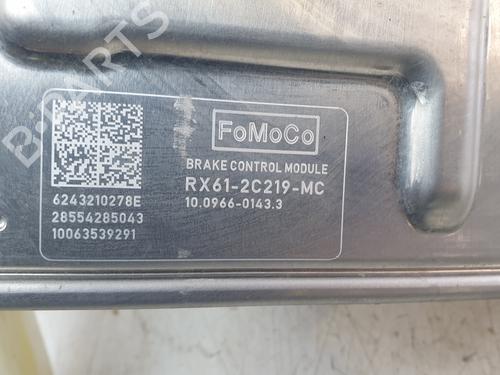 FoMoCo
BRAKE CONTROL MODULE
RX61-2C219-MC
10.0966-0143.3
6243210278E
28554285043
10063539291